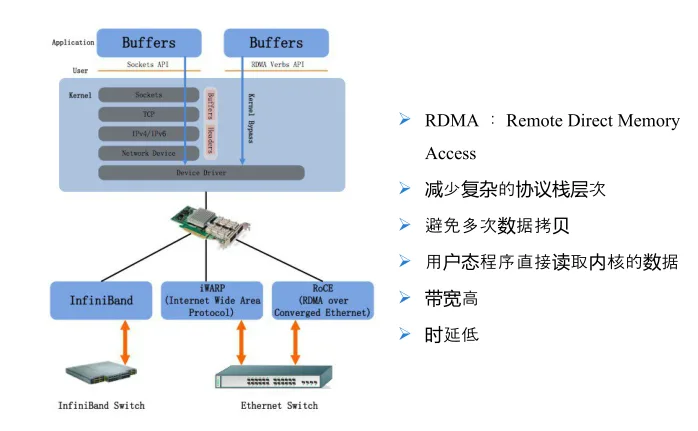 Application
Buffers
Buffers
User
Sockets API
RDMA Verbs API
Kernel
Sockets
TCP
IPv4/IPv6
Network Device
Buffers
Headers
Kernel Bypass
Device Driver
InfiniBand
iWARP
(Internet Wide Area
Protocol)
RoCE
(RDMA over
Converged Ethernet)
InfiniBand Switch
Ethernet Switch
RDMA ：Remote Direct Memory
Access
减少复杂的协议栈层次
避免多次数据拷贝
用户态程序直接读取内核的数据
带宽高
时延低